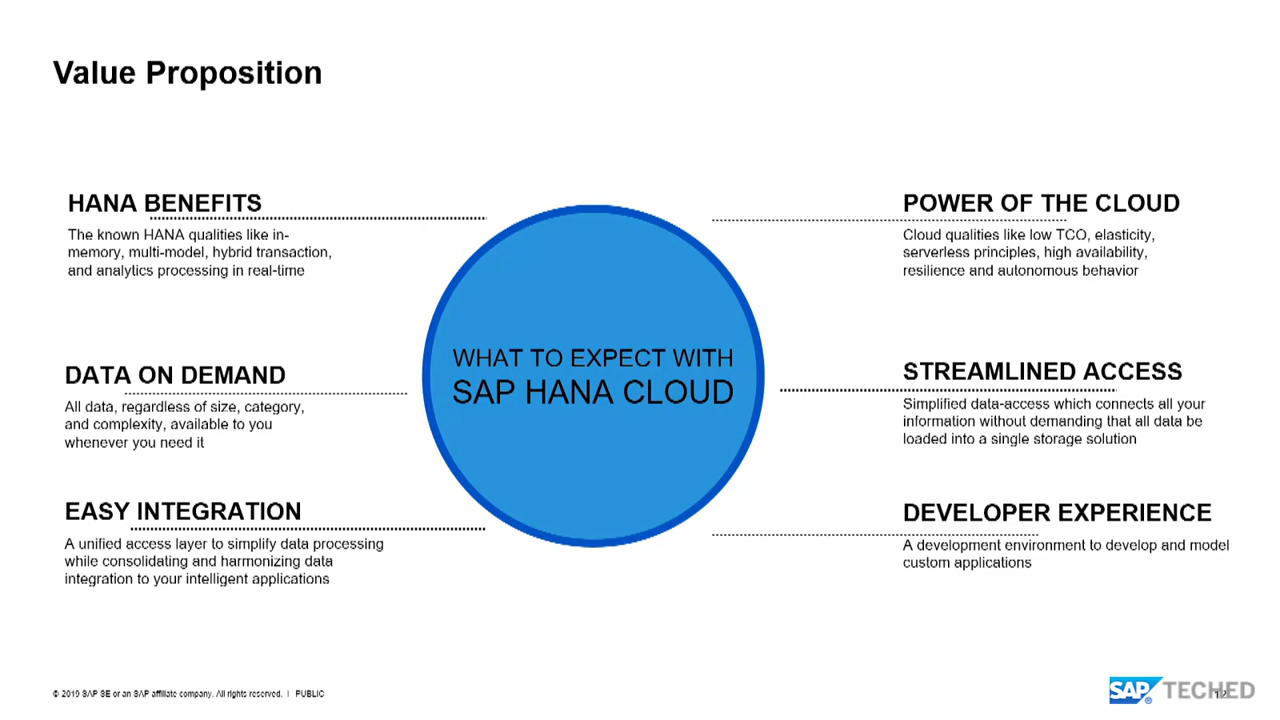 Value Proposition
HANA BENEFITS
The known HANA qualities like in-
memory, multi-model, hybrid transaction,
and analytics processing in real-time
DATA ON DEMAND
All data, regardless of size, category,
and complexity, available to you
whenever you need it
EASY INTEGRATION
A unified access layer to simplify data processing
while consolidating and harmonizing data
integration to your intelligent applications
WHAT TO EXPECT WITH
SAP HANA CLOUD
POWER OF THE CLOUD
Cloud qualities like low TCO, elasticity,
serverless principles, high availability,
resilience and autonomous behavior
STREAMLINED ACCESS
Simplified data-access which connects all your
information without demanding that all data be
loaded into a single storage solution
DEVELOPER EXPERIENCE
A development environment to develop and model
custom applications
© 2019 SAP SE or an SAP affiliate company. All rights reserved. | PUBLIC
SAP® TECHED